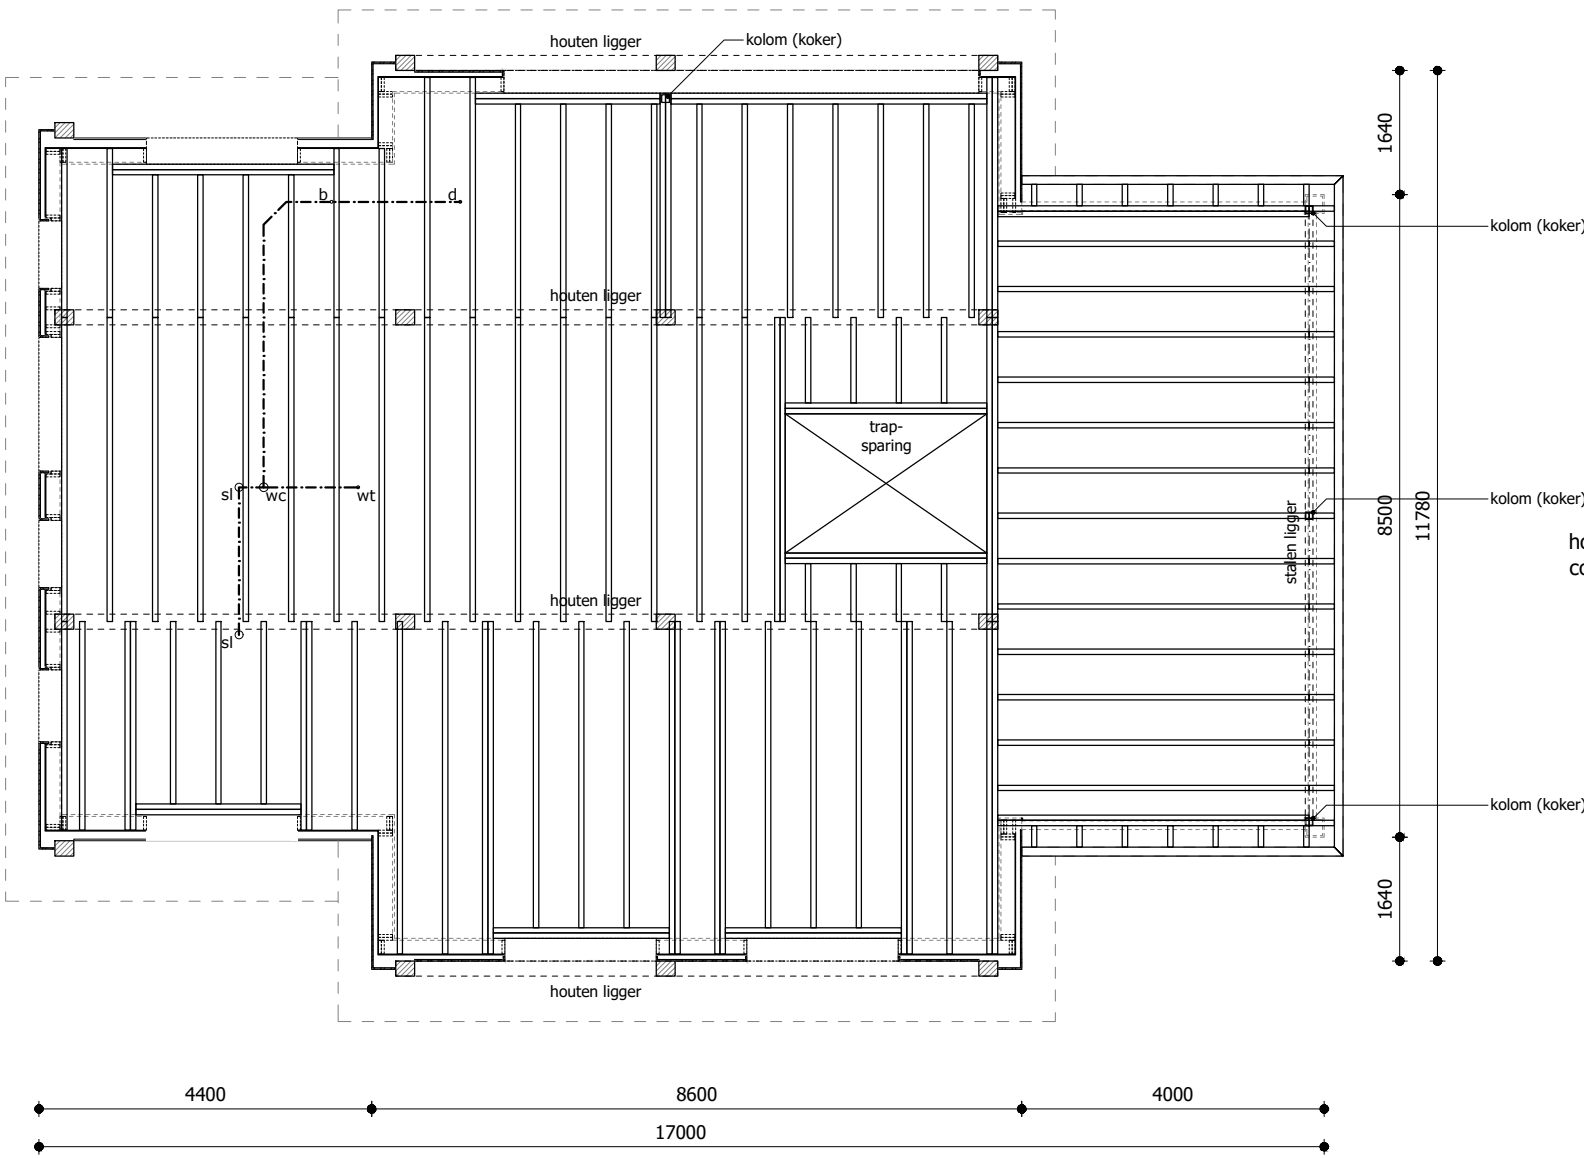 houten ligger
kolom (koker)
1640
b
d
kolom (koker)
houten ligger
trap-
sparing
sl
wc
wt
kolom (koker)
8500
11780
stalen ligger
houten ligger
sl
kolom (koker)
1640
houten ligger
4400
8600
4000
17000